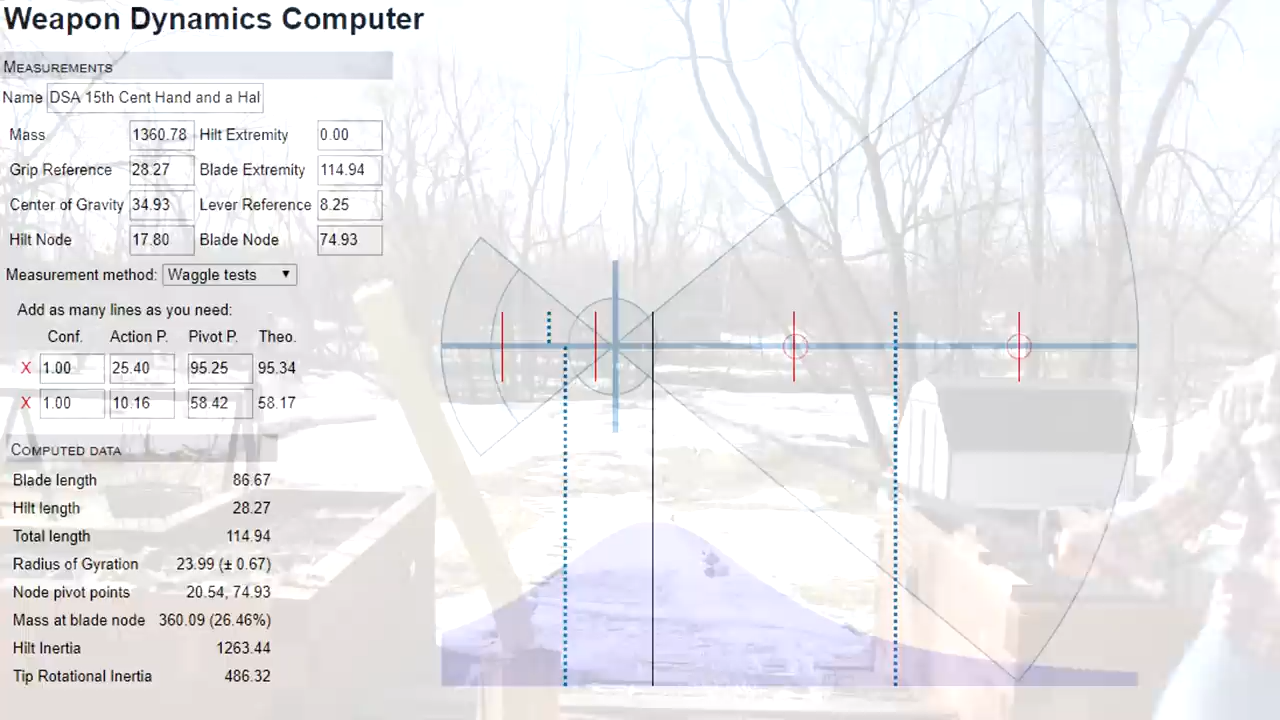 Weapon Dynamics Computer
MEASUREMENTS
Name DSA 15th Cent Hand and a Hal
Mass 1360.78 Hilt Extremity 0.00
Grip Reference 28.27 Blade Extremity 114.94
Center of Gravity 34.93 Lever Reference 8.25
Hilt Node 17.80 Blade Node 74.93
Measurement method: Waggle tests
Add as many lines as you need:
Conf. Action P. Pivot P. Theo.
X 1.00 25.40 95.25 95.34
X 1.00 10.16 58.42 58.17
COMPUTED DATA
Blade length 86.67
Hilt length 28.27
Total length 114.94
Radius of Gyration 23.99 (± 0.67)
Node pivot points 20.54, 74.93
Mass at blade node 360.09 (26.46%)
Hilt Inertia 1263.44
Tip Rotational Inertia 486.32